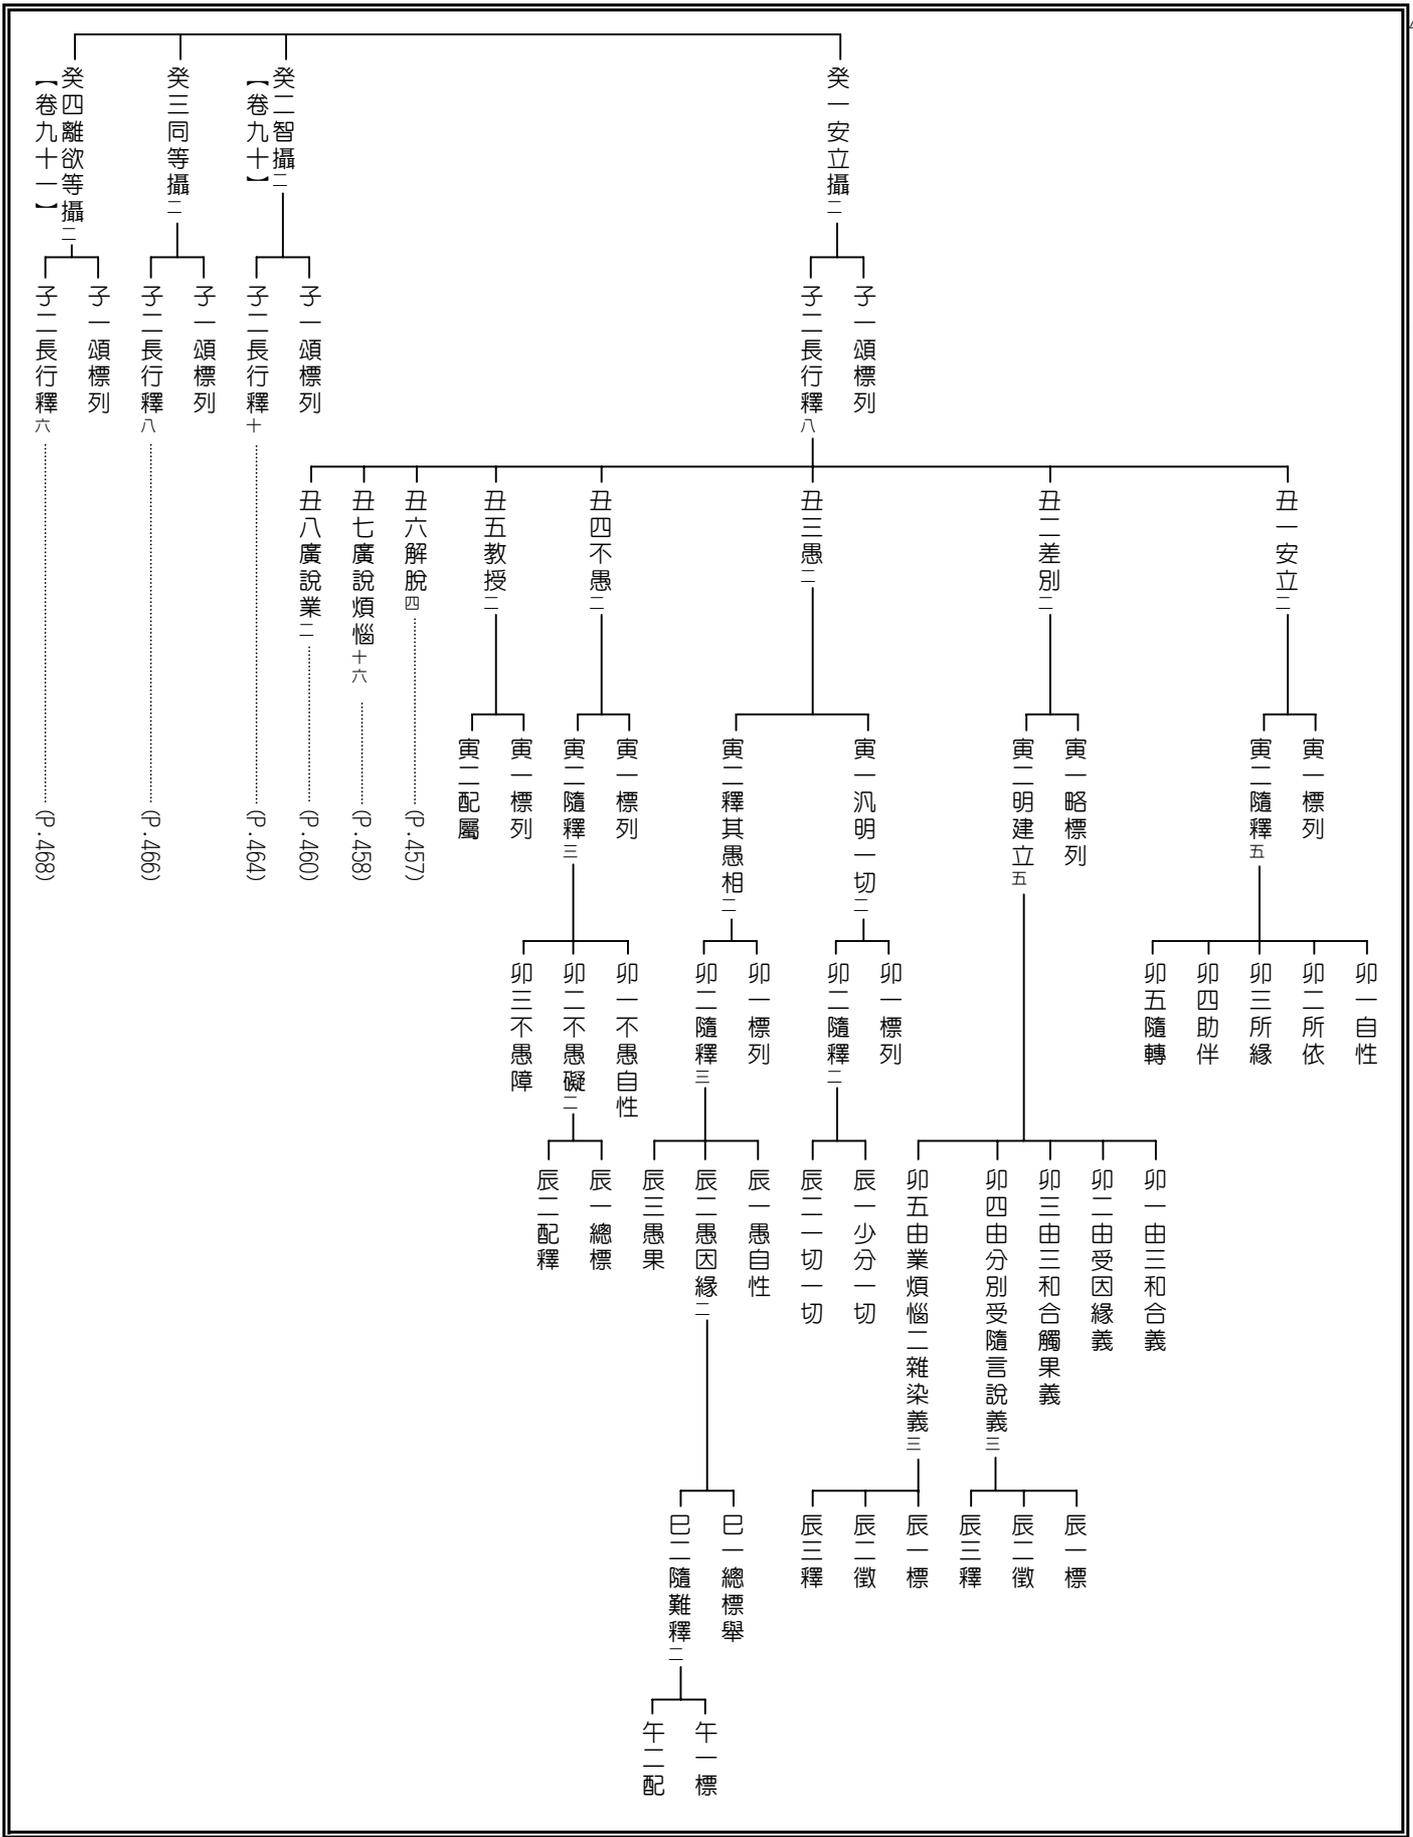 癸一安立攝二
癸二智攝二
【卷九十】
癸三同等攝二
癸四離欲等攝二
【卷九十一】
子一頌標列
子二長行釋八
子一頌標列
子二長行釋十
(P.464)
子一頌標列
子二長行釋八
(P.466)
子一頌標列
子二長行釋六
(P.468)
丑一安立二
丑二差別二
丑三愚二
丑四不愚二
丑五教授二
丑六解脫四
(P.457)
丑七廣說煩惱十六
(P.458)
丑八廣說業二
(P.460)
寅一標列
寅二隨釋五
寅一略標列
寅二明建立五
寅一汎明一切二
寅二釋其愚相二
寅一標列
寅二隨釋三
寅一標列
寅二配屬
卯一自性
卯二所依
卯三所緣
卯四助伴
卯五隨轉
卯一標列
卯二隨釋二
卯一標列
卯二隨釋三
卯一不愚自性
卯二不愚礙二
卯三不愚障
卯一由三和合義
卯二由受因緣義
卯三由三和合觸果義
卯四由分別受隨言說義三
卯五由業煩惱二雜染義三
辰一少分一切
辰二一切一切
辰一愚自性
辰二愚因緣二
辰三愚果
辰一總標
辰二配釋
辰一標
辰二徵
辰三釋
辰一標
辰二徵
辰三釋
巳一總標舉
巳二隨難釋二
午一標
午二配